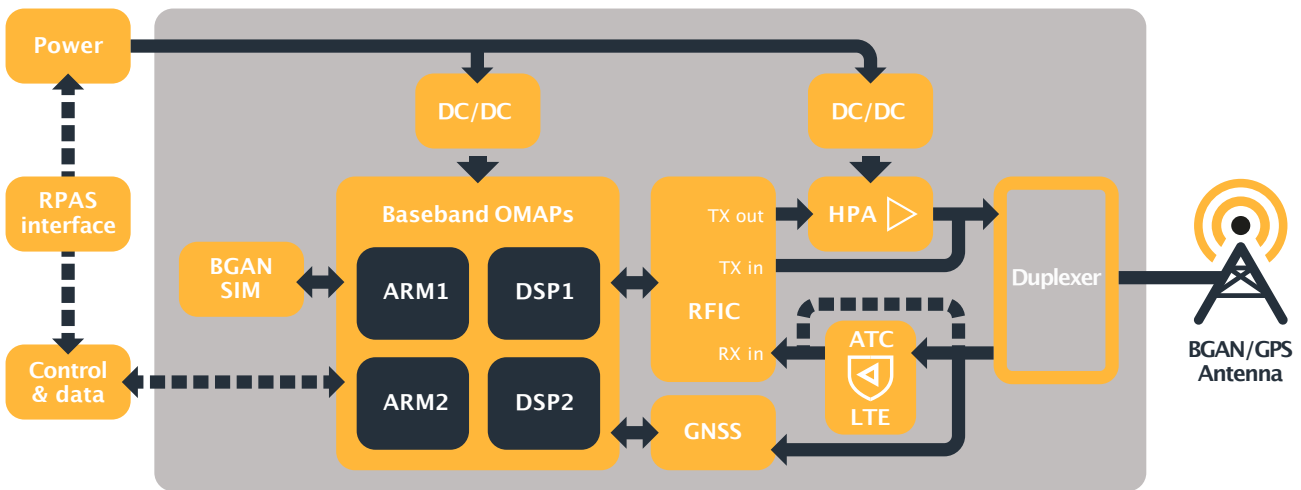 Power
DC/DC
DC/DC
RPAS
interface
Baseband OMAPs
TX out
HPA
BGAN
SIM
ARM1
DSP1
TX in
RFIC
Duplexer
RX in
ATC
LTE
BGAN/GPS
Antenna
Control
& data
ARM2
DSP2
GNSS